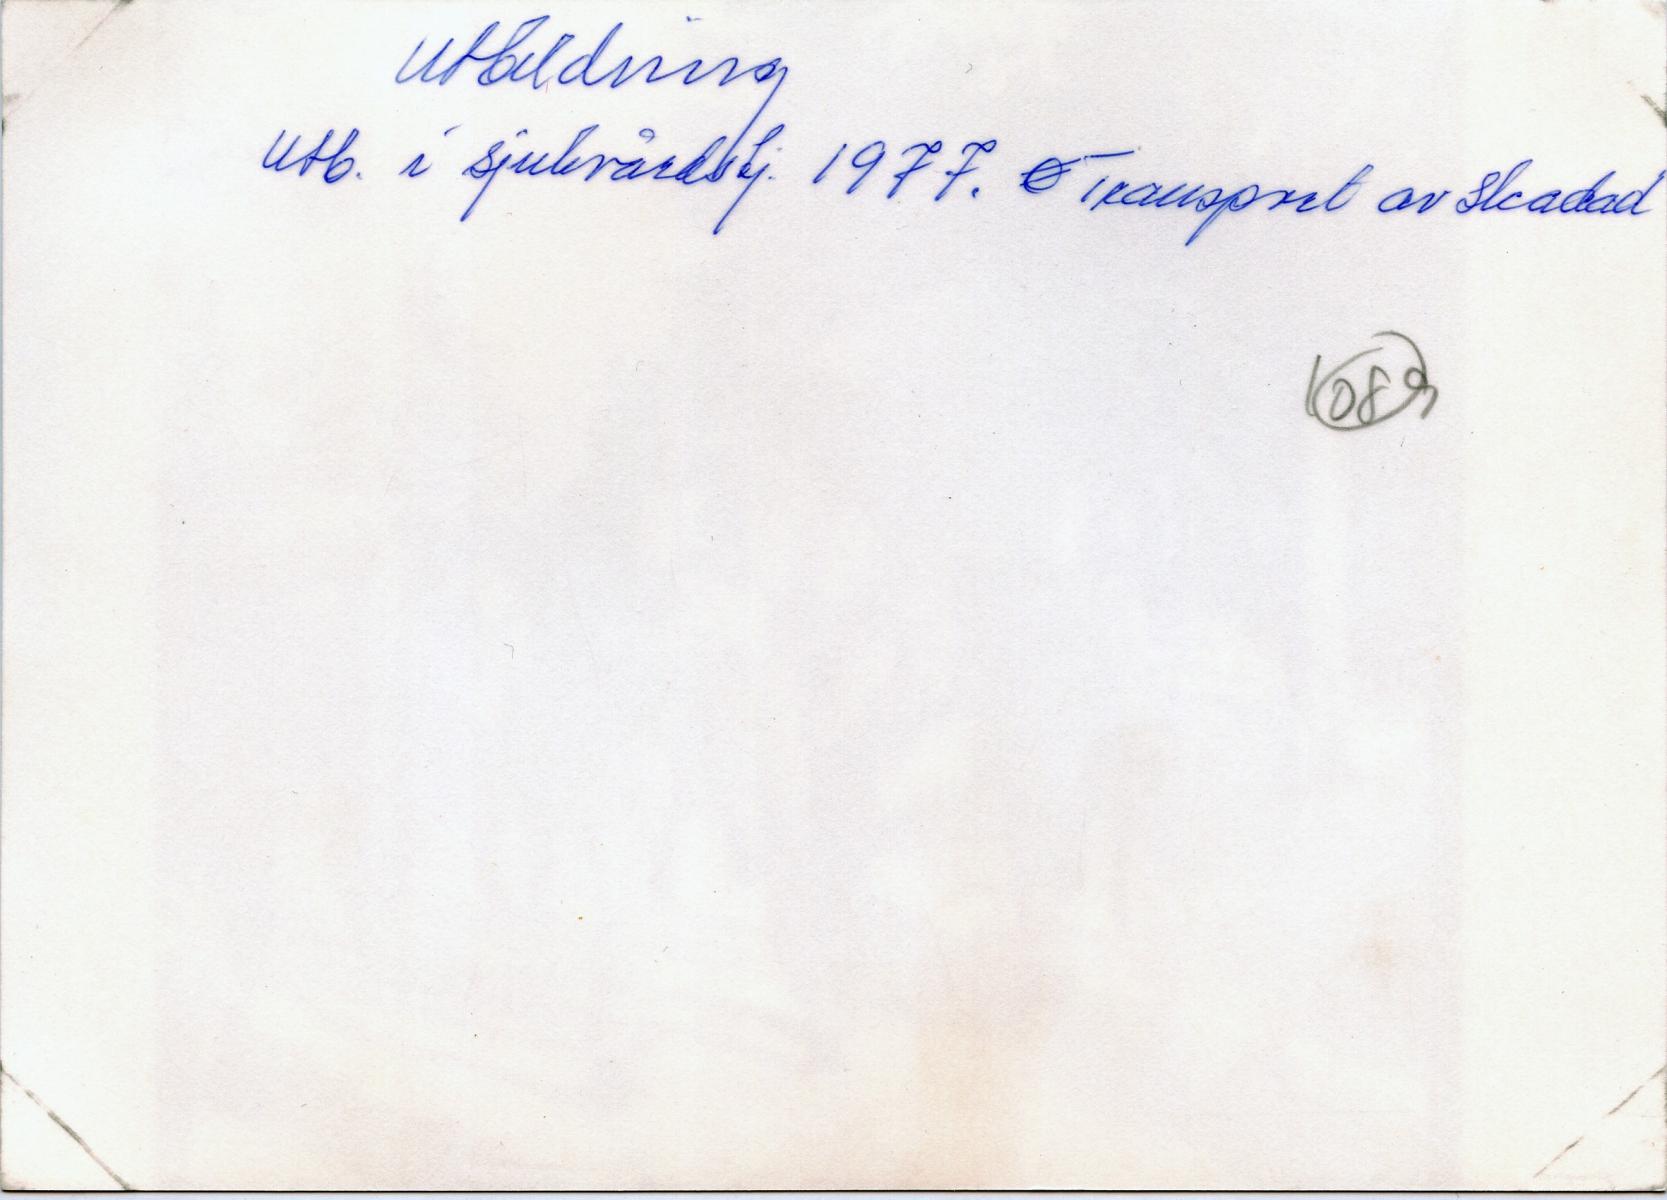 Utbildning
Utb. i sjukvårdstj. 1977. Transport av skadad
1089